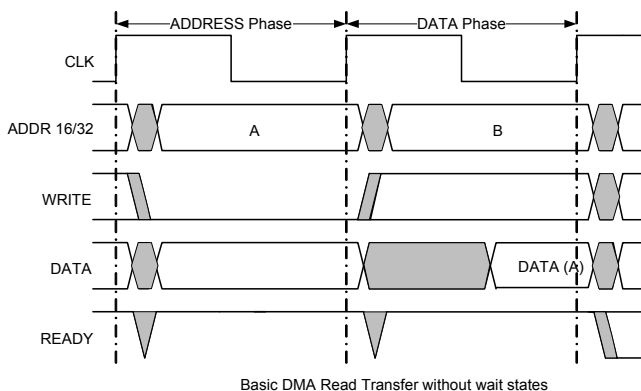 ADDRESS Phase DATA Phase
CLK
ADDR 16/32 A B
WRITE
DATA DATA (A)
READY
Basic DMA Read Transfer without wait states